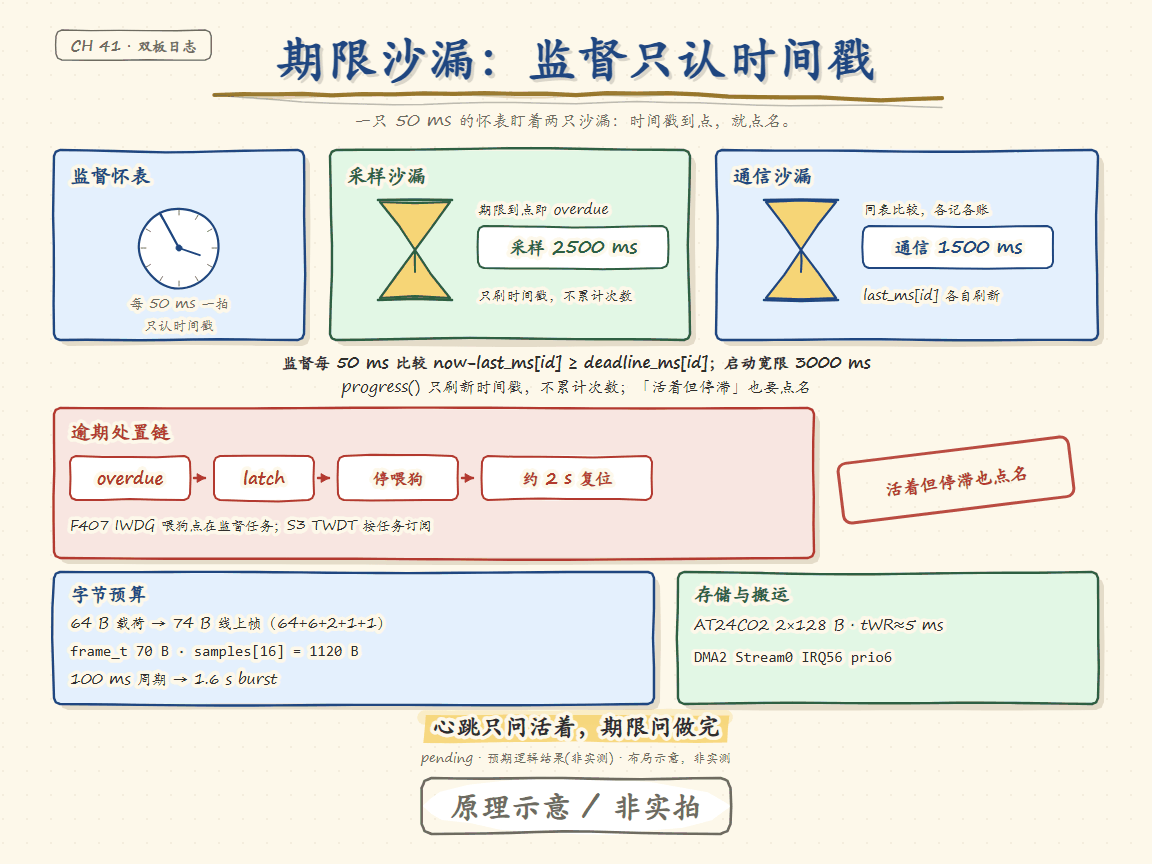 CH 41 · 双板日志
期限沙漏：监督只认时间戳
一只 50 ms 的怀表盯着两只沙漏：时间戳到点，就点名。
监督怀表
每 50 ms 一拍
只认时间戳
采样沙漏
期限到点即 overdue
采样 2500 ms
只刷时间戳，不累计次数
通信沙漏
同表比较，各记各账
通信 1500 ms
last_ms[id] 各自刷新
监督每 50 ms 比较 now-last_ms[id] ≥ deadline_ms[id]；启动宽限 3000 ms
progress() 只刷新时间戳，不累计次数；「活着但停滞」也要点名
逾期处置链
overdue
latch
停喂狗
约 2 s 复位
F407 IWDG 喂狗点在监督任务；S3 TWDT 按任务订阅
活着但停滞也点名
字节预算
64 B 载荷 → 74 B 线上帧（64+6+2+1+1）
frame_t 70 B · samples[16] = 1120 B
100 ms 周期 → 1.6 s burst
存储与搬运
AT24C02 2×128 B · tWR≈5 ms
DMA2 Stream0 IRQ56 prio6
心跳只问活着，期限问做完
pending · 预期逻辑结果(非实测) · 布局示意，非实测
原理示意 / 非实拍